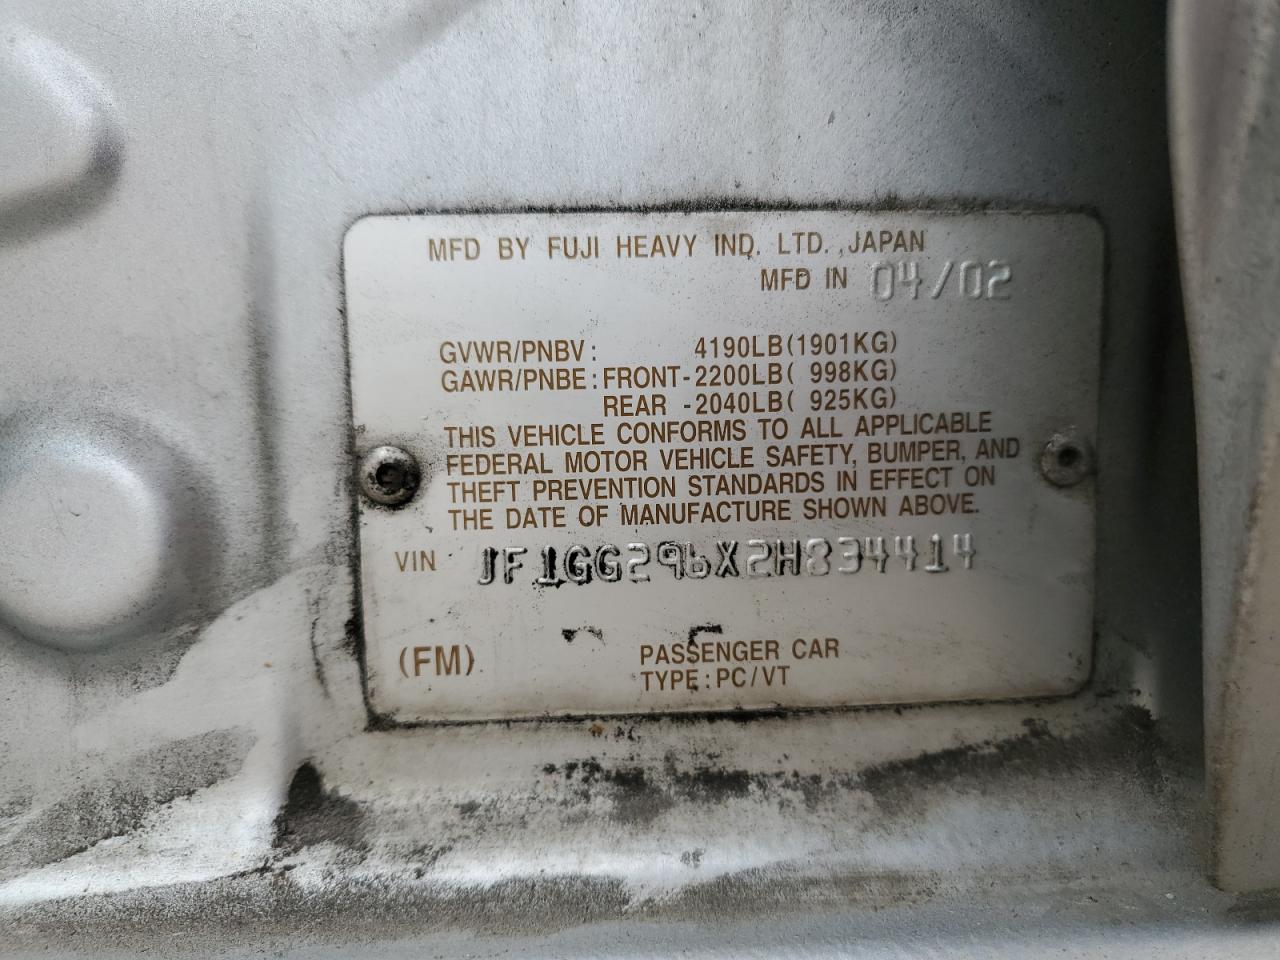 MFD BY FUJI HEAVY IND. LTD. ,JAPAN
MFD IN 04/02
GVWR/PNBV: 4190LB(1901KG)
GAWR/PNBE:FRONT-2200LB( 998KG)
REAR -2040LB( 925KG)
THIS VEHICLE CONFORMS TO ALL APPLICABLE
FEDERAL MOTOR VEHICLE SAFETY, BUMPER, AND
THEFT PREVENTION STANDARDS IN EFFECT ON
THE DATE OF MANUFACTURE SHOWN ABOVE.
VIN JF1GG296X2H834414
(FM) PASSENGER CAR
TYPE:PC/VT